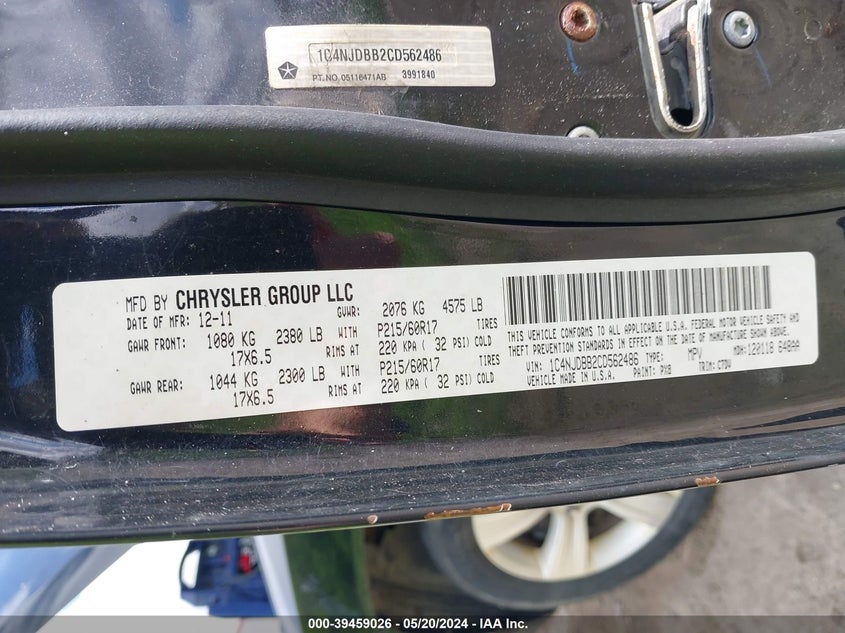 1C4NJDBB2CD562486
PT. NO. 05116471AB 3991840
MFD BY CHRYSLER GROUP LLC
DATE OF MFR: 12-11 GVWR: 2076 KG 4575 LB
GAWR FRONT: 1080 KG 2380 LB WITH P215/60R17 TIRES
17X6.5 RIMS AT 220 KPA ( 32 PSI) COLD
GAWR REAR: 1044 KG 2300 LB WITH P215/60R17 TIRES
17X6.5 RIMS AT 220 KPA ( 32 PSI) COLD
THIS VEHICLE CONFORMS TO ALL APPLICABLE U.S.A. FEDERAL MOTOR VEHICLE SAFETY AND
THEFT PREVENTION STANDARDS IN EFFECT ON THE DATE OF MANUFACTURE SHOWN ABOVE.
VIN: 1C4NJDBB2CD562486 TYPE: MPV MDH: 120118 648AA
VEHICLE MADE IN U.S.A. PAINT: PX8 TRIM:
000-39459026 - 05/20/2024 - IAA Inc.